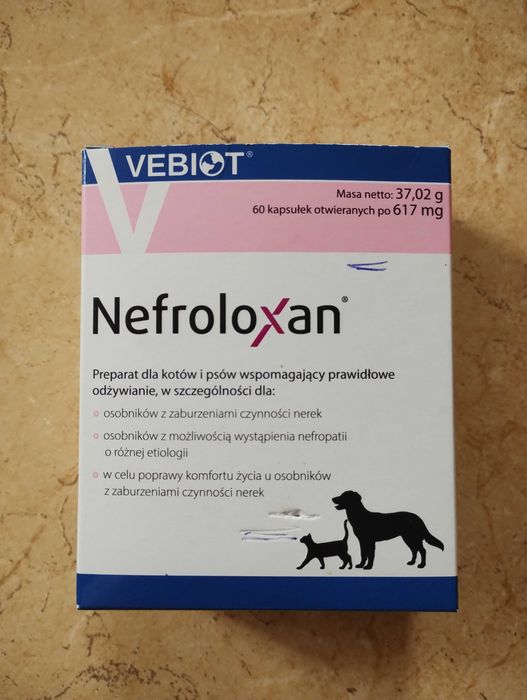 VEBIOT®
Masa netto: 37,02 g
60 kapsułek otwieranych po 617 mg
Nefroloxan®
Preparat dla kotów i psów wspomagający prawidłowe
odżywianie, w szczególności dla:
osobników z zaburzeniami czynności nerek
osobników z możliwością wystąpienia nefropatii
o różnej etiologii
w celu poprawy komfortu życia u osobników
z zaburzeniami czynności nerek